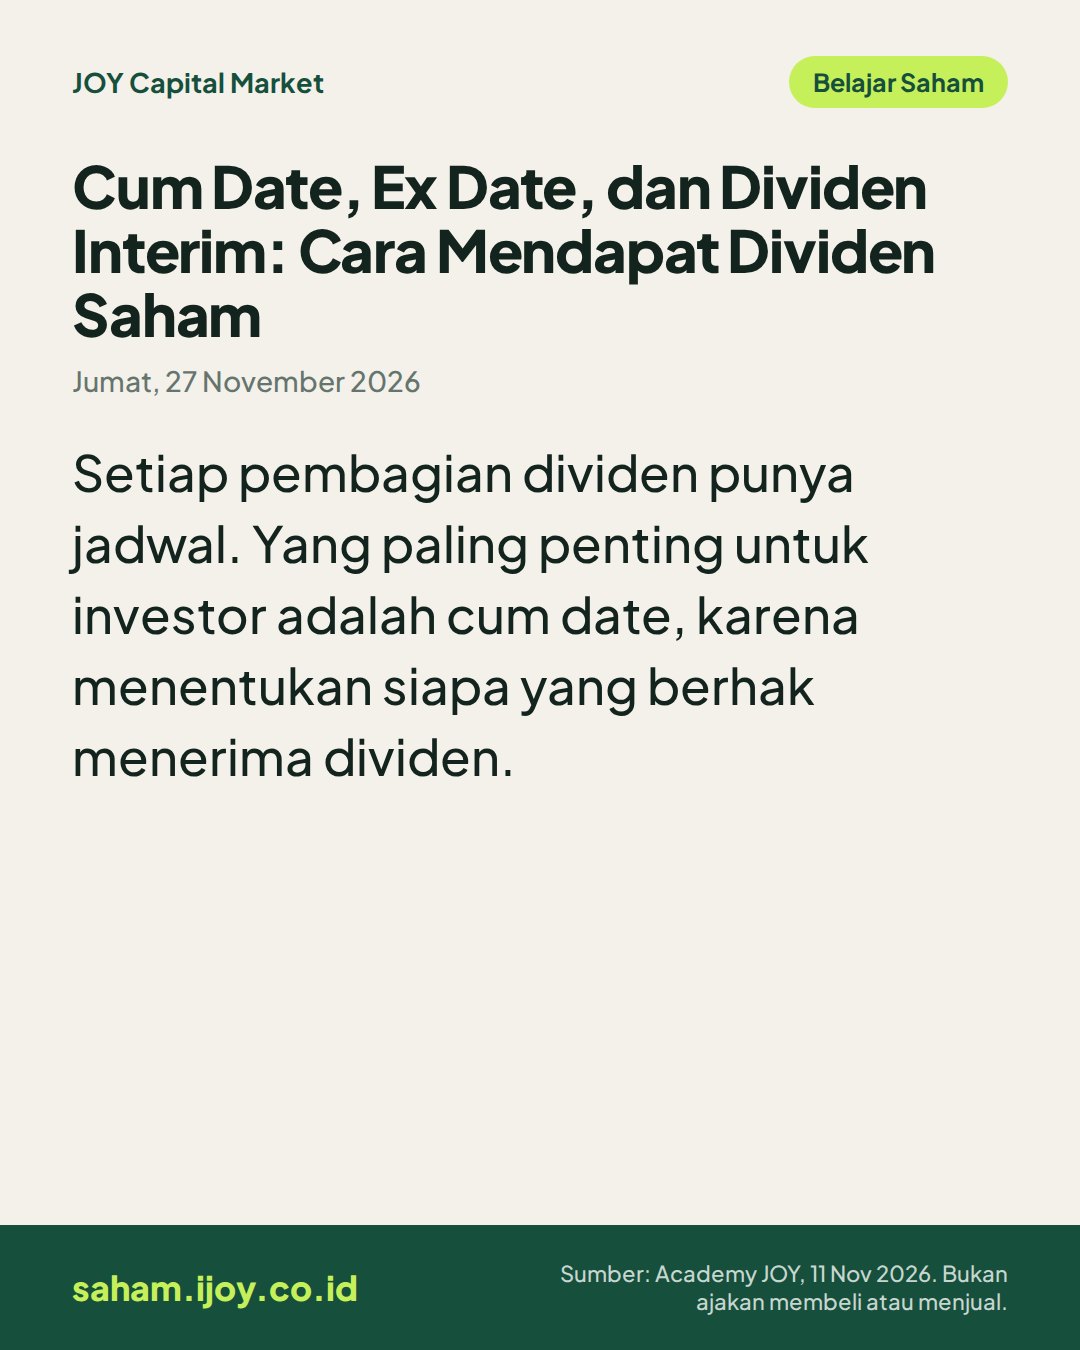 JOY Capital Market
Belajar Saham
Cum Date, Ex Date, dan Dividen
Interim: Cara Mendapat Dividen
Saham
Jumat, 27 November 2026
Setiap pembagian dividen punya
jadwal. Yang paling penting untuk
investor adalah cum date, karena
menentukan siapa yang berhak
menerima dividen.
saham.ijoy.co.id
Sumber: Academy JOY, 11 Nov 2026. Bukan
ajakan membeli atau menjual.